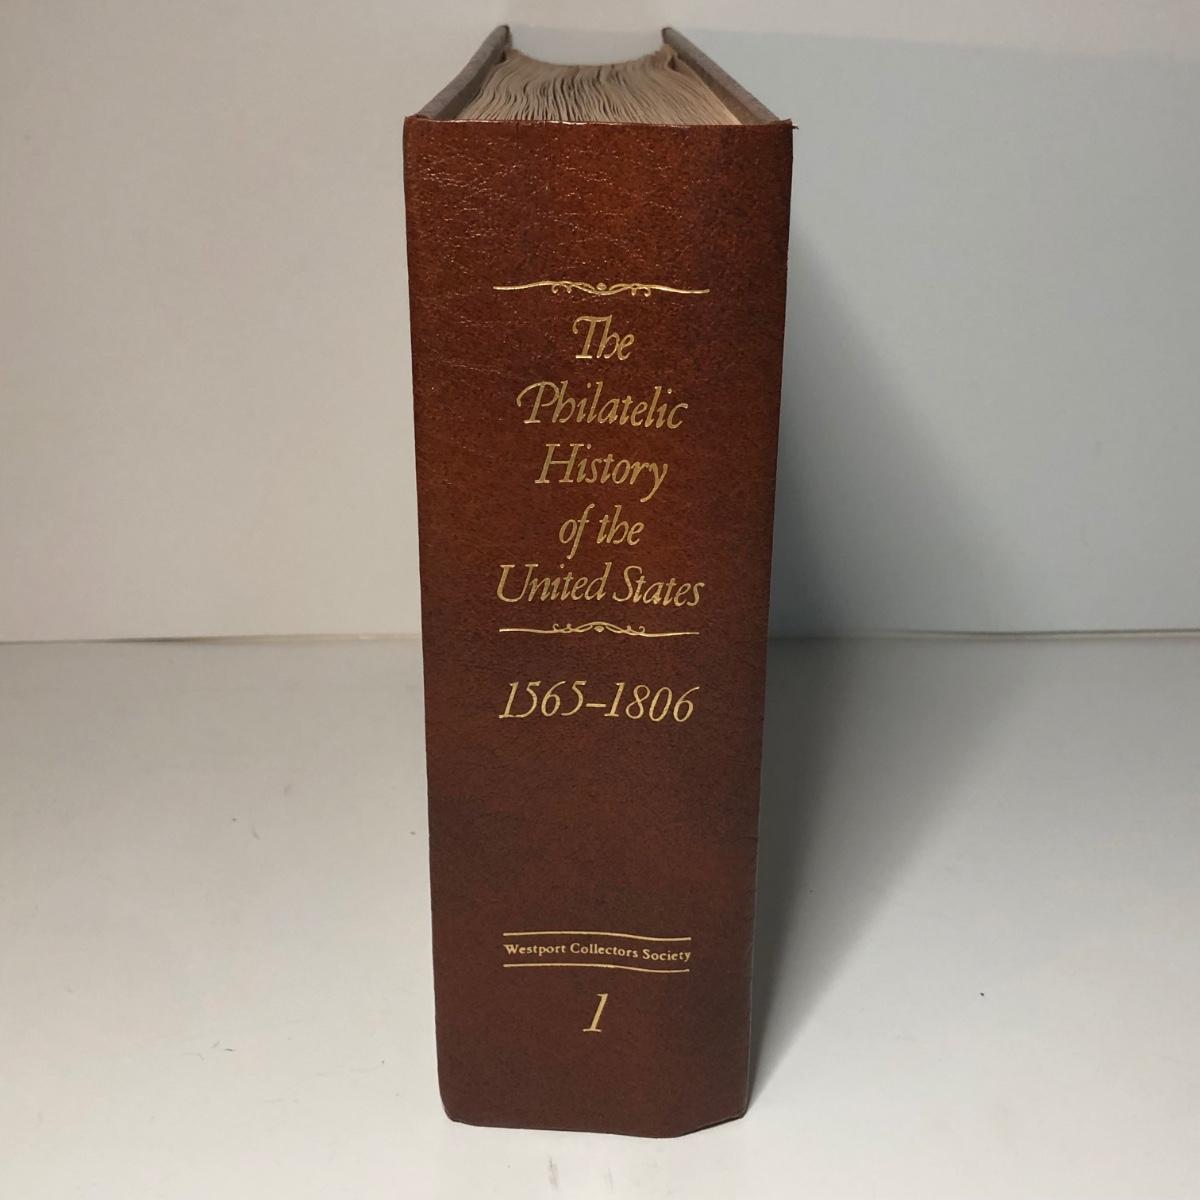 The
Philatelic
History
of the
United States
1565–1806
Westport Collectors Society
1